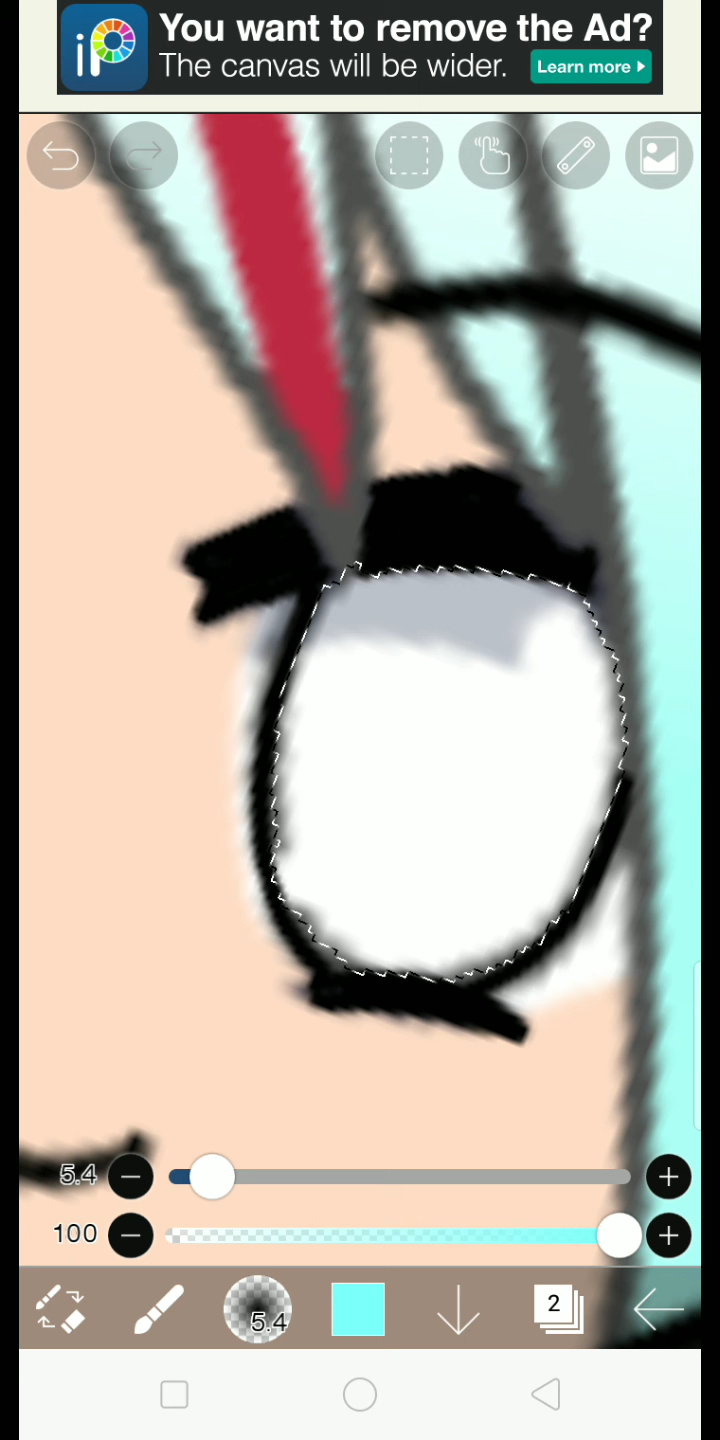 iP
You want to remove the Ad?
The canvas will be wider.
Learn more
5.4
100
5.4
2